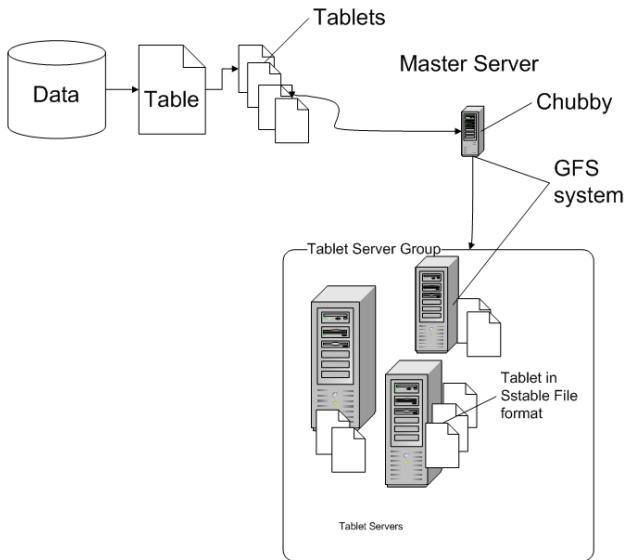 Tablets
Master Server
Data
Table
Chubby
GFS
system
Tablet Server Group
Tablet in
Sstable File
format
Tablet Servers